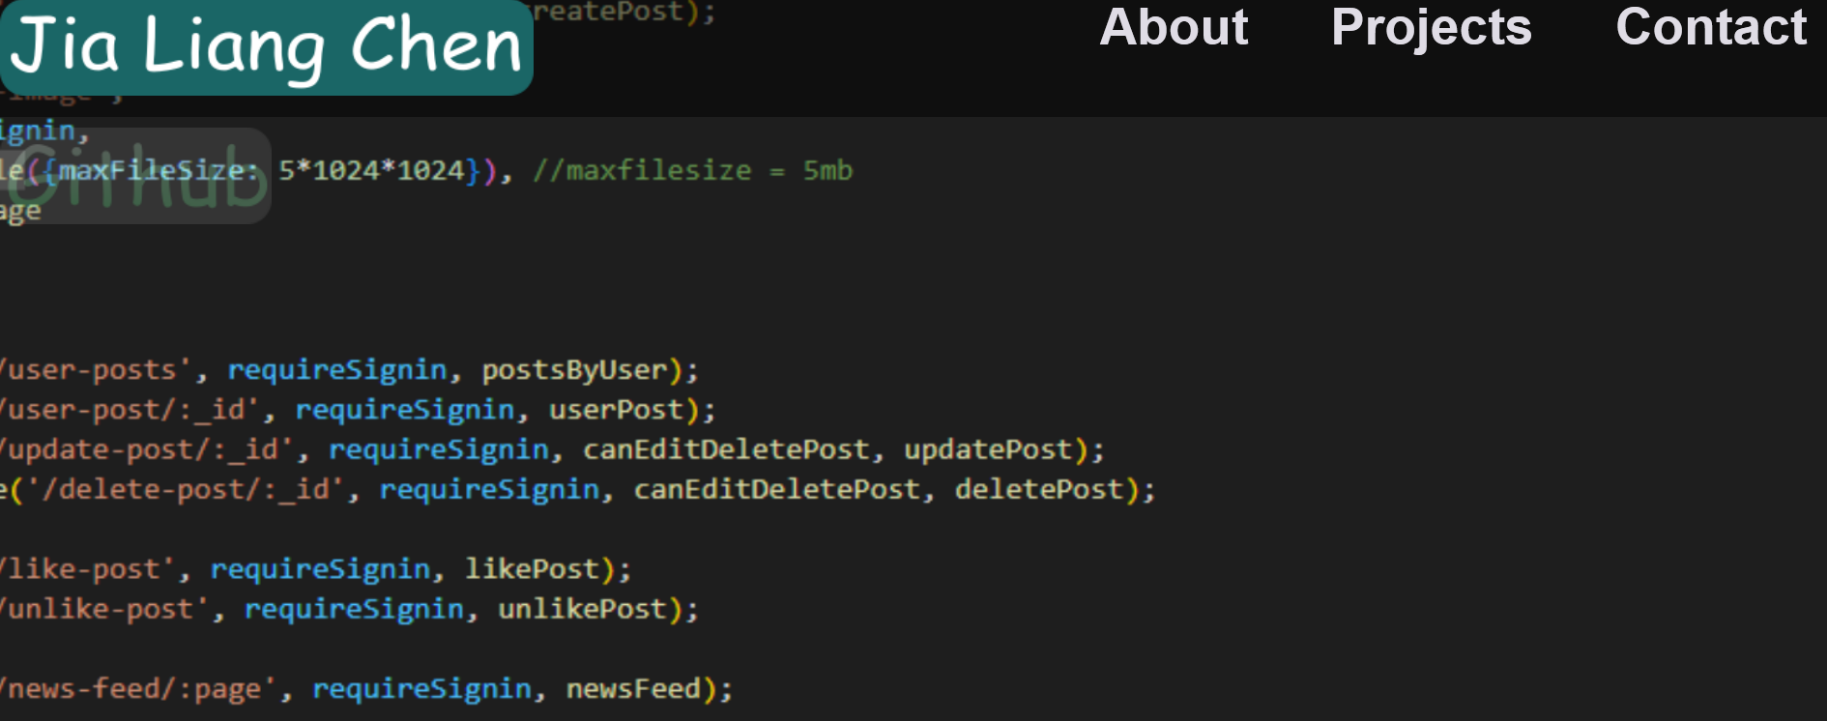 Jia Liang Chen
reatePost);
About
Projects
Contact
-image',
ignin,
Github
le({maxFileSize: 5*1024*1024}), //maxfilesize = 5mb
age
/user-posts', requireSignin, postsByUser);
/user-post/:_id', requireSignin, userPost);
/update-post/:_id', requireSignin, canEditDeletePost, updatePost);
e('/delete-post/:_id', requireSignin, canEditDeletePost, deletePost);
/like-post', requireSignin, likePost);
/unlike-post', requireSignin, unlikePost);
/news-feed/:page', requireSignin, newsFeed);